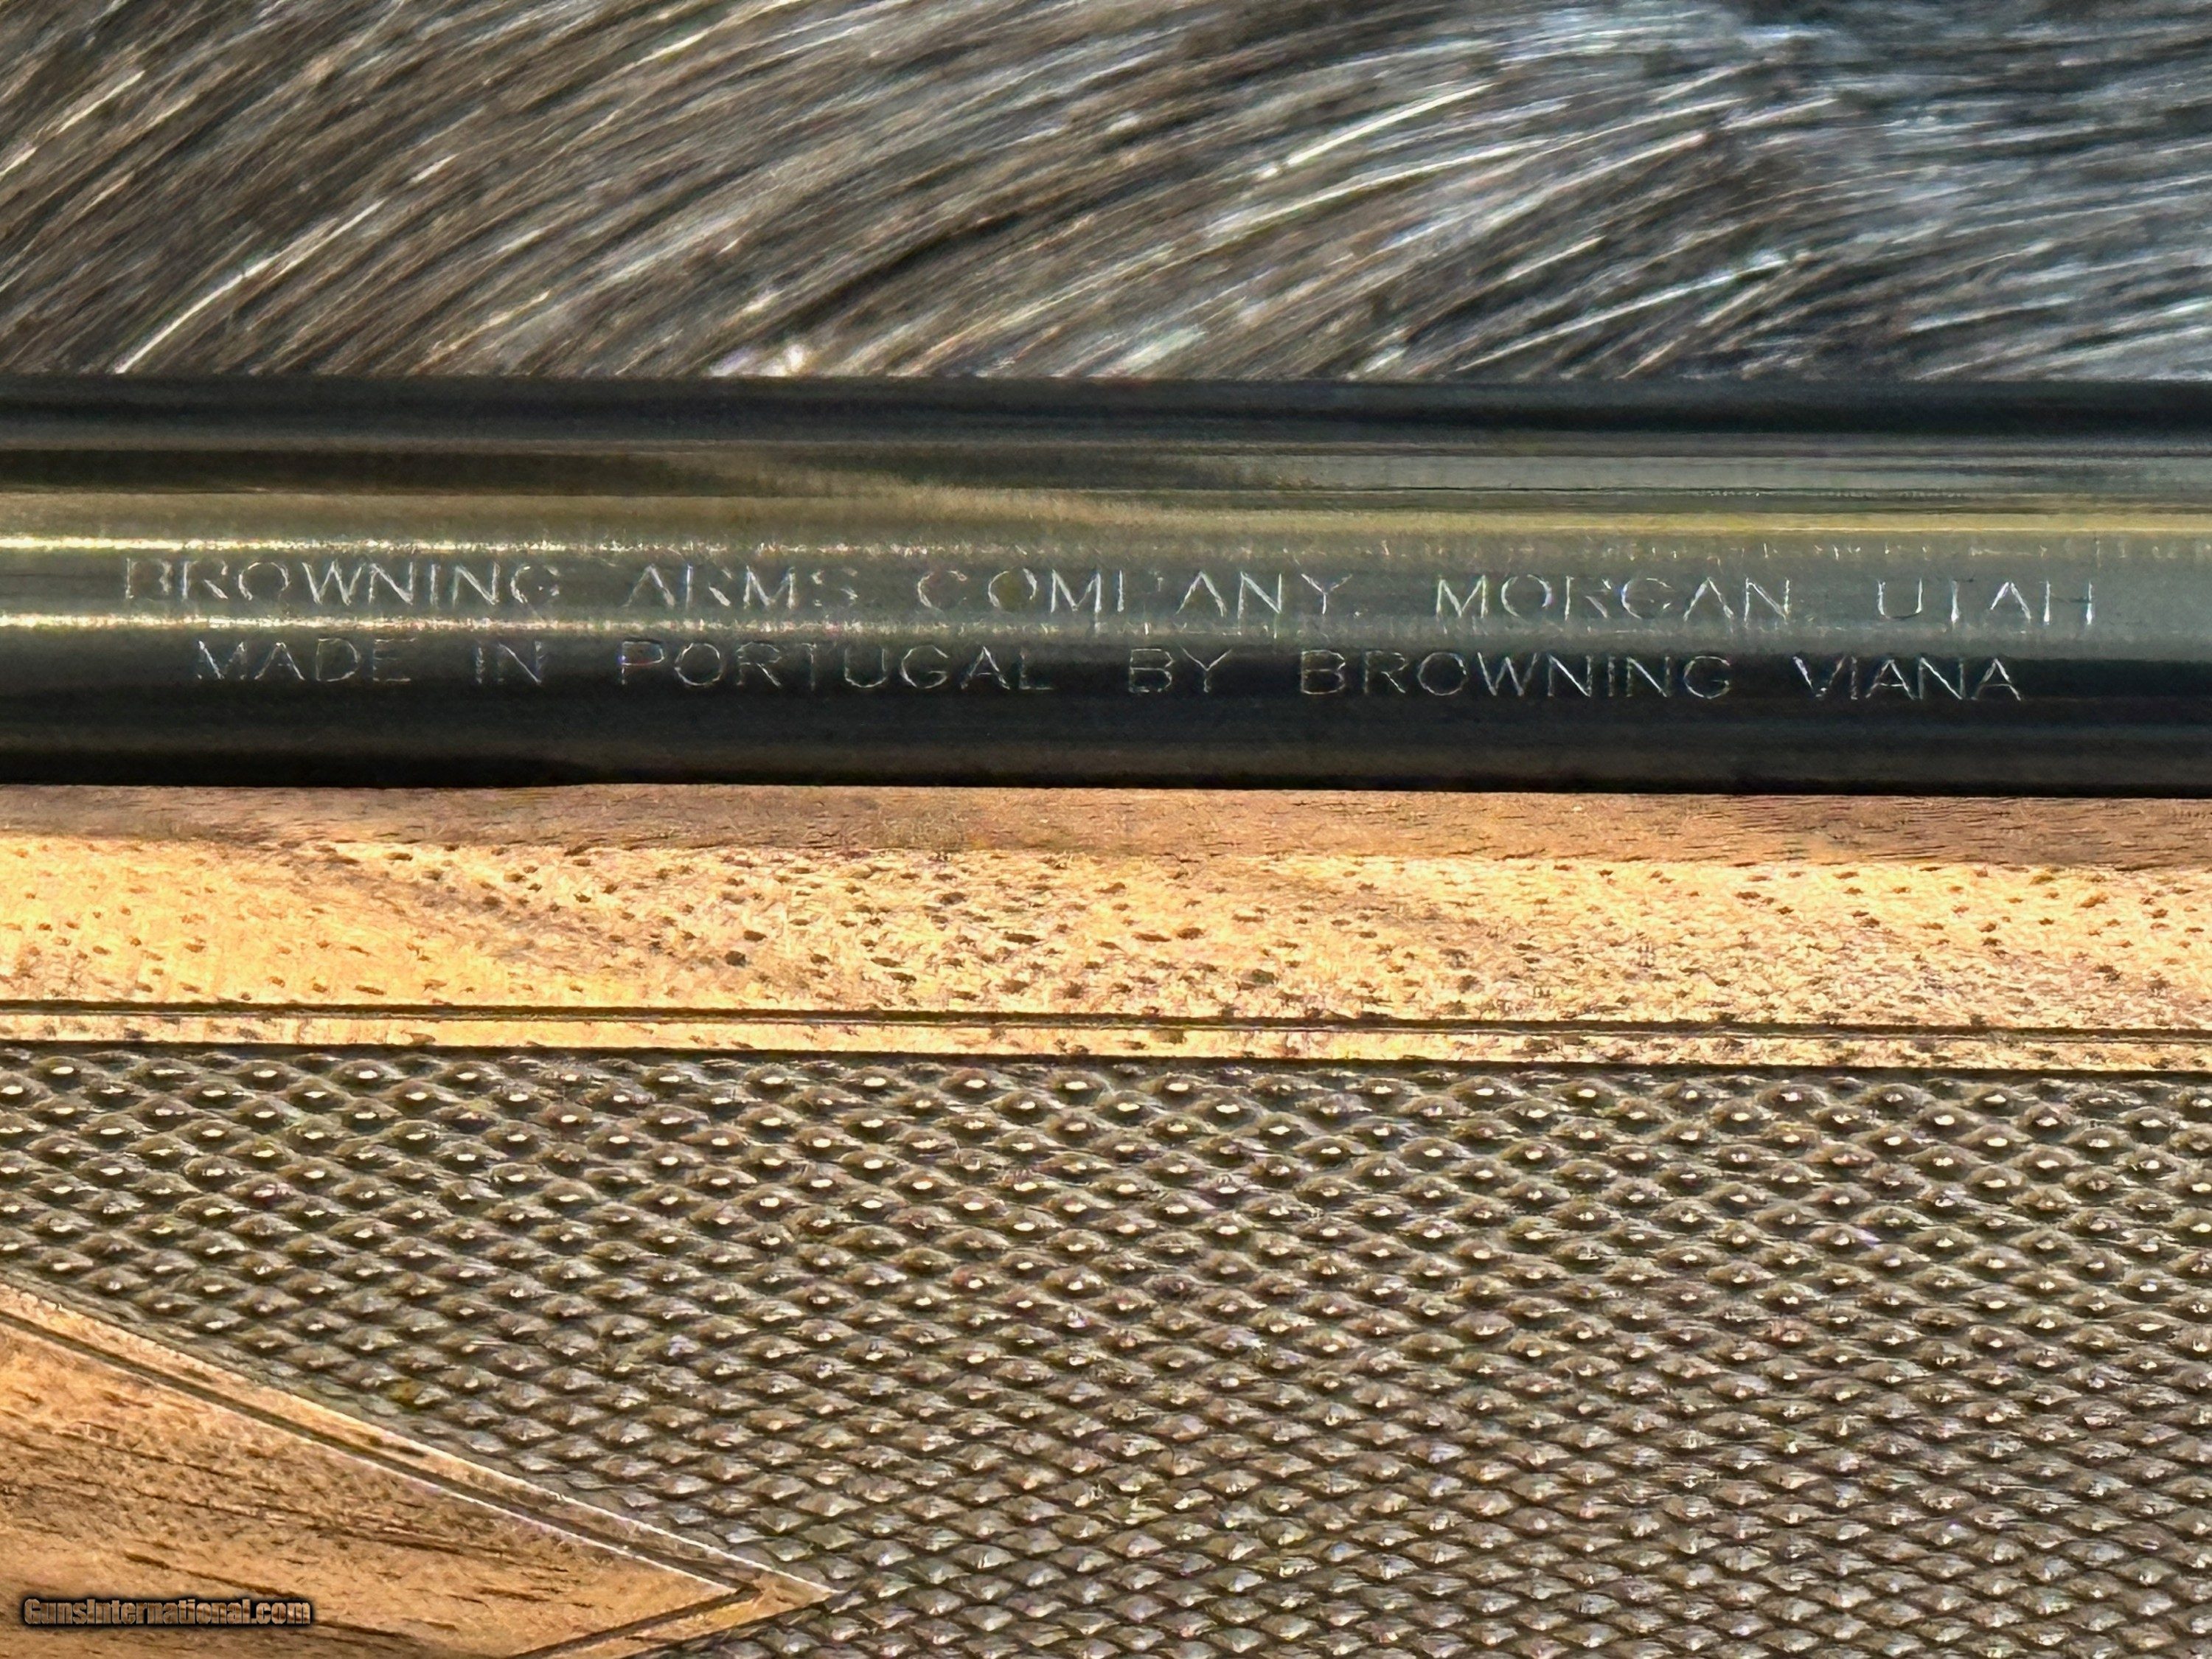 BROWNING ARMS COMPANY. MORGAN, UTAH
MADE IN PORTUGAL BY BROWNING VIANA
GunsInternational.com